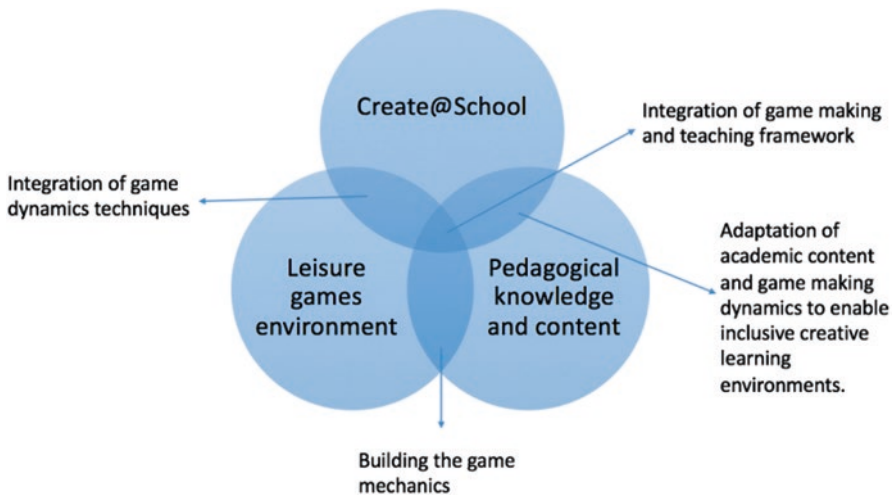 Create@School
Integration of game making
and teaching framework
Integration of game
dynamics techniques
Leisure
games
environment
Pedagogical
knowledge
and content
Adaptation of
academic content
and game making
dynamics to enable
inclusive creative
learning
environments.
Building the game
mechanics